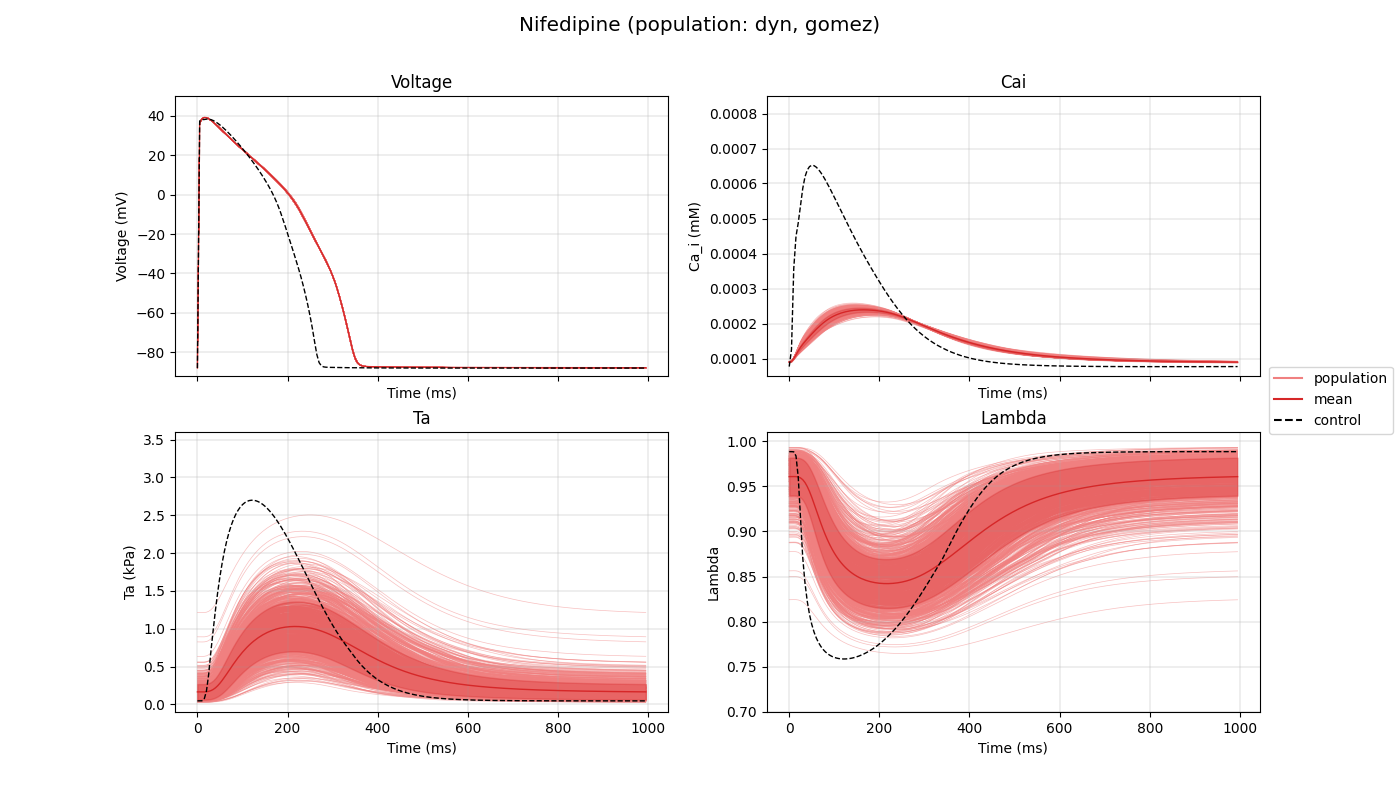 Nifedipine (population: dyn, gomez)
Voltage
40
20
0
−20
−40
−60
−80
Voltage (mV)
Time (ms)
Cai
0.0008
0.0007
0.0006
0.0005
0.0004
0.0003
0.0002
0.0001
Ca_i (mM)
Time (ms)
population
mean
control
Ta
3.5
3.0
2.5
2.0
1.5
1.0
0.5
0.0
Ta (kPa)
0 200 400 600 800 1000
Time (ms)
Lambda
1.00
0.95
0.90
0.85
0.80
0.75
0.70
Lambda
0 200 400 600 800 1000
Time (ms)